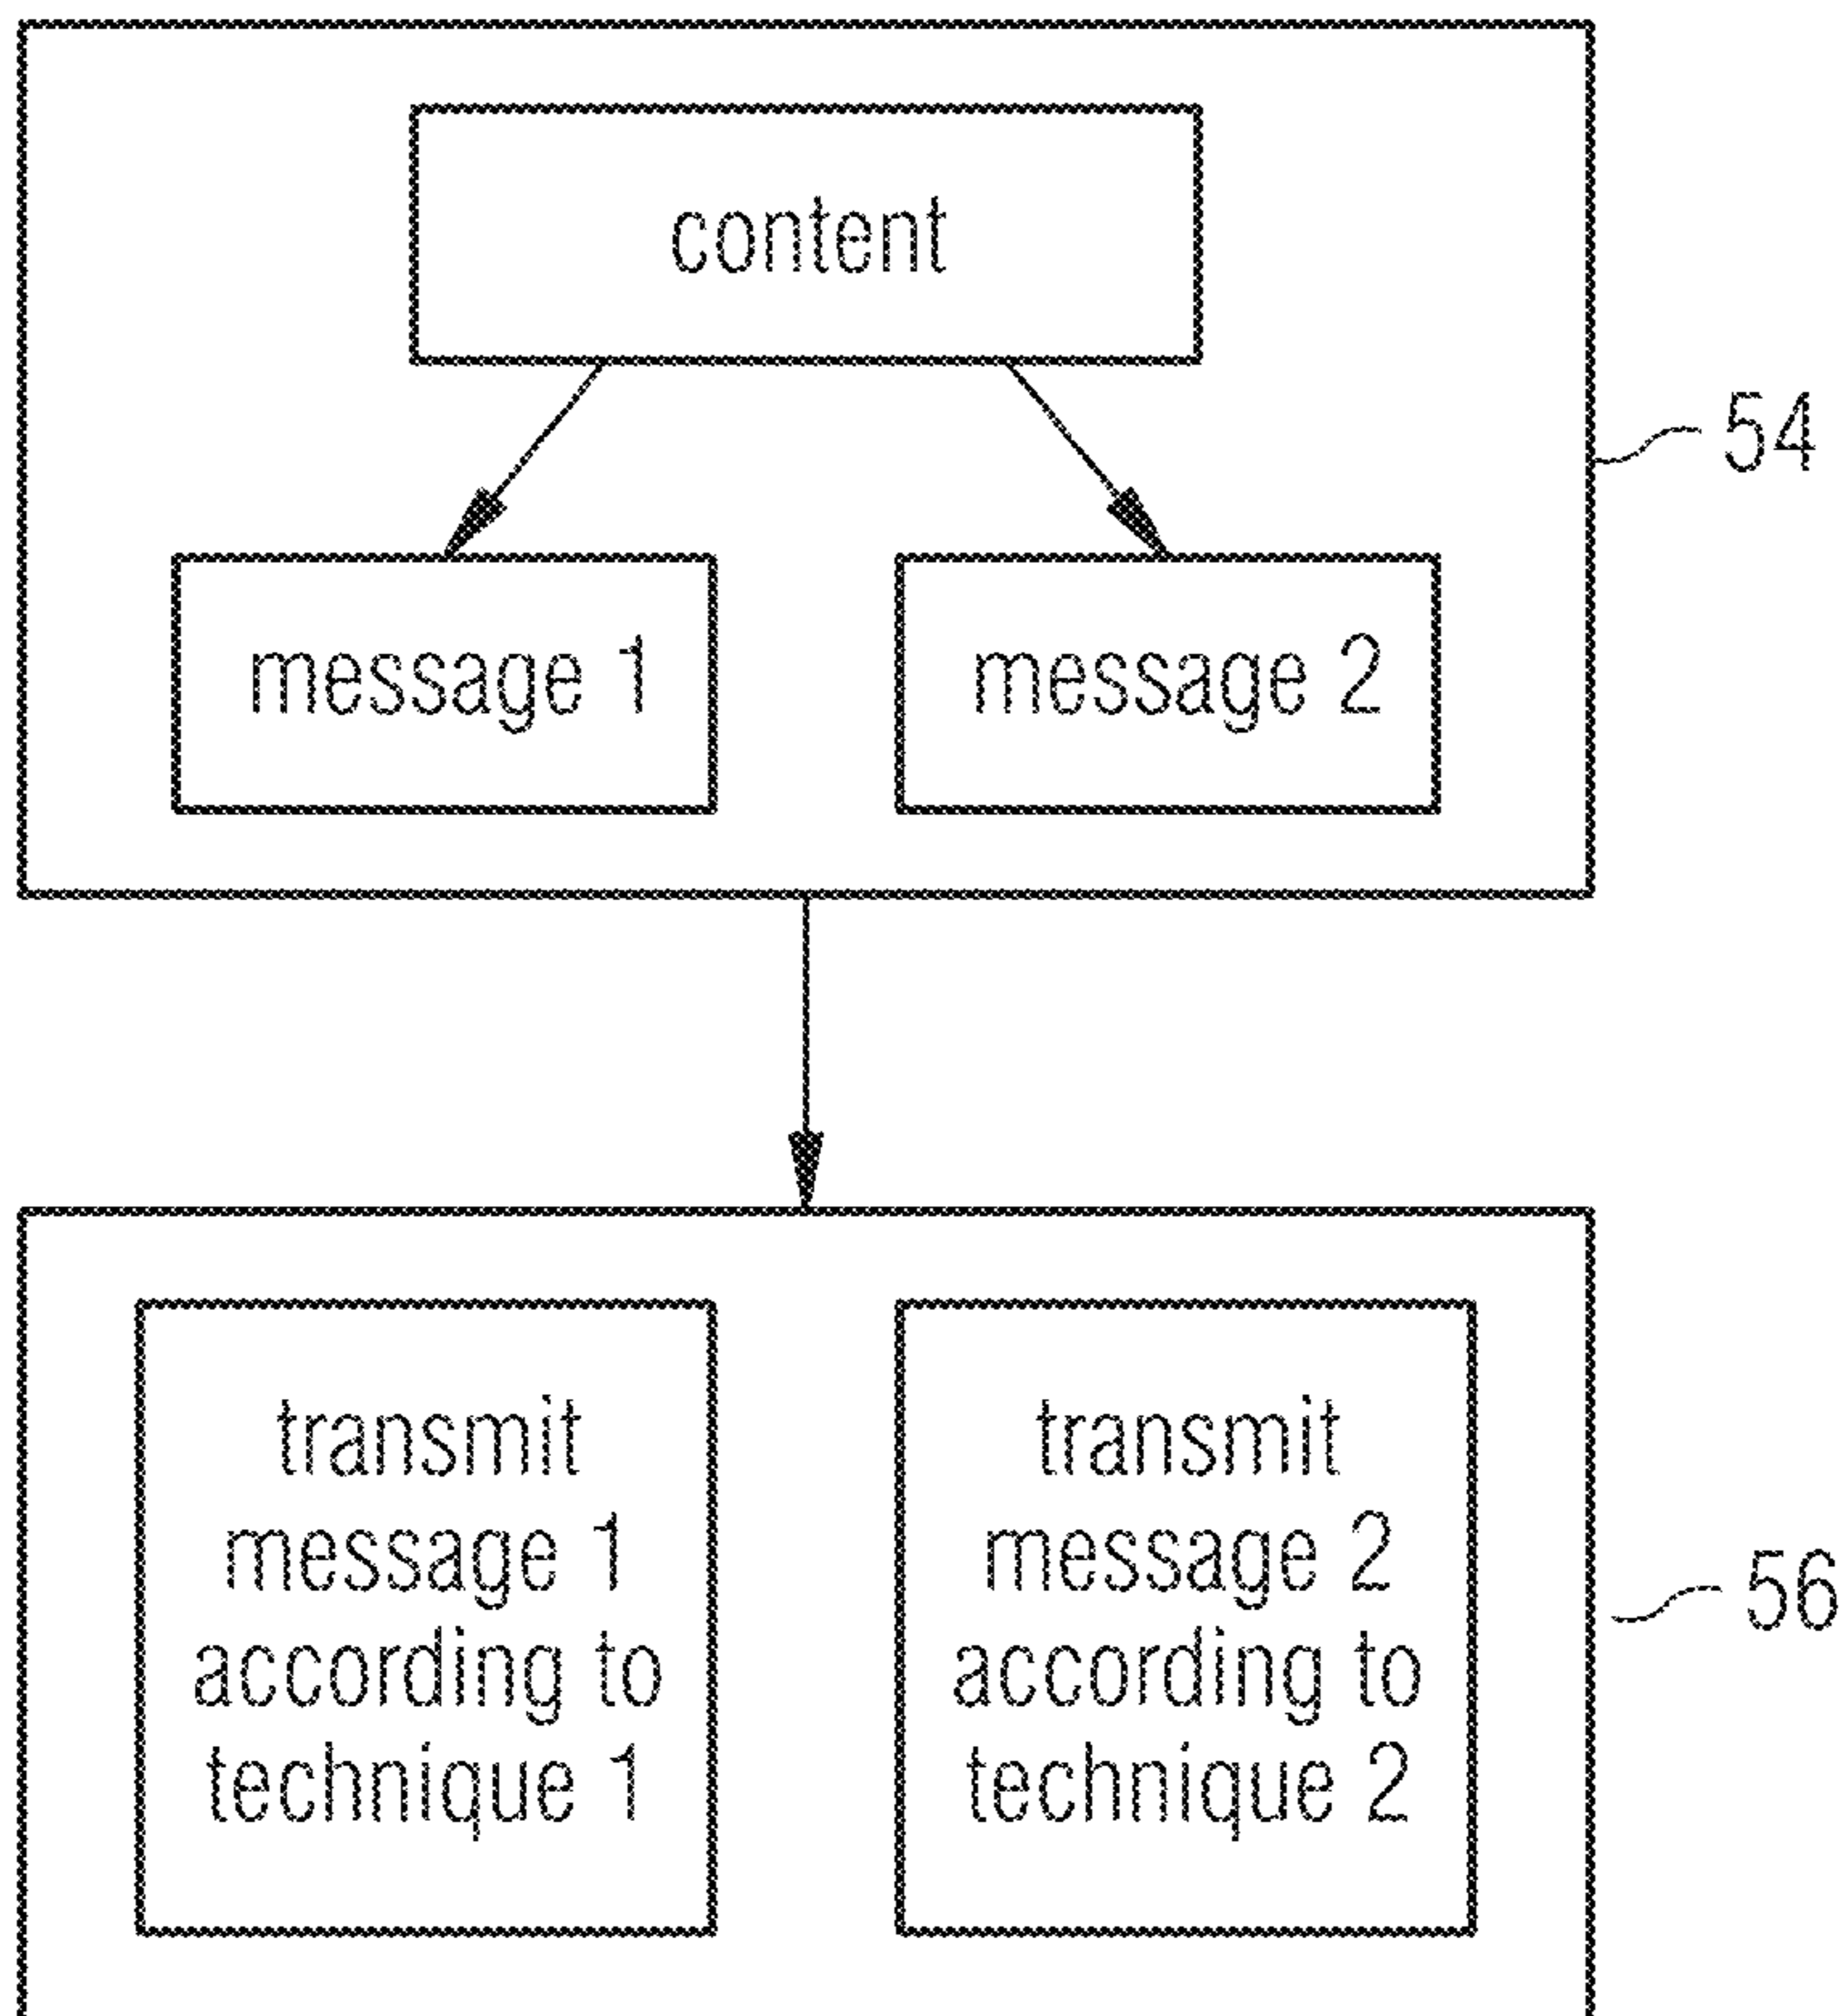 content
54
message 1
message 2
transmit
message 1
according to
technique 1
transmit
message 2
according to
technique 2
56